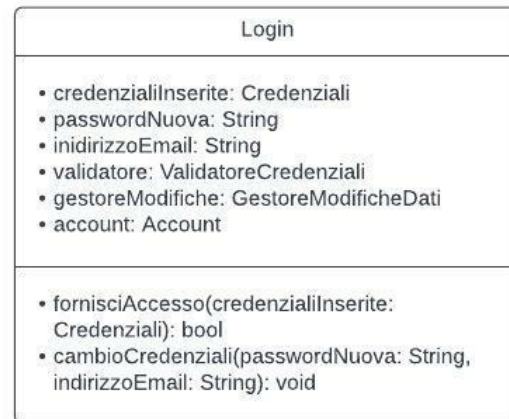 Login
• credenzialiInserite: Credenziali
• passwordNuova: String
• inidirizzoEmail: String
• validatore: ValidatoreCredenziali
• gestoreModifiche: GestoreModificheDati
• account: Account
• fornisciAccesso(credenzialiInserite:
Credenziali): bool
• cambioCredenziali(passwordNuova: String,
indirizzoEmail: String): void